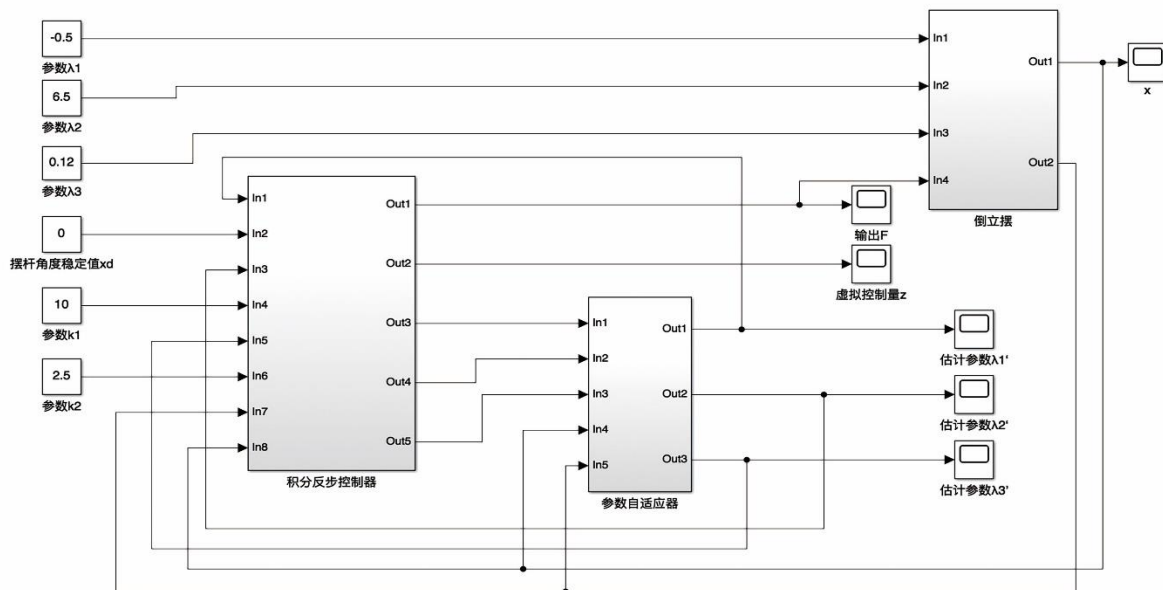 -0.5
参数λ1
6.5
参数λ2
0.12
参数λ3
0
摆杆角度稳定值xd
10
参数k1
2.5
参数k2
In1
In2
In3
In4
In5
In6
In7
In8
Out1
Out2
Out3
Out4
Out5
积分反步控制器
In1
In2
In3
In4
In5
Out1
Out2
Out3
参数自适应器
In1
In2
In3
In4
Out1
Out2
倒立摆
x
输出F
虚拟控制量z
估计参数λ1‘
估计参数λ2‘
估计参数λ3’